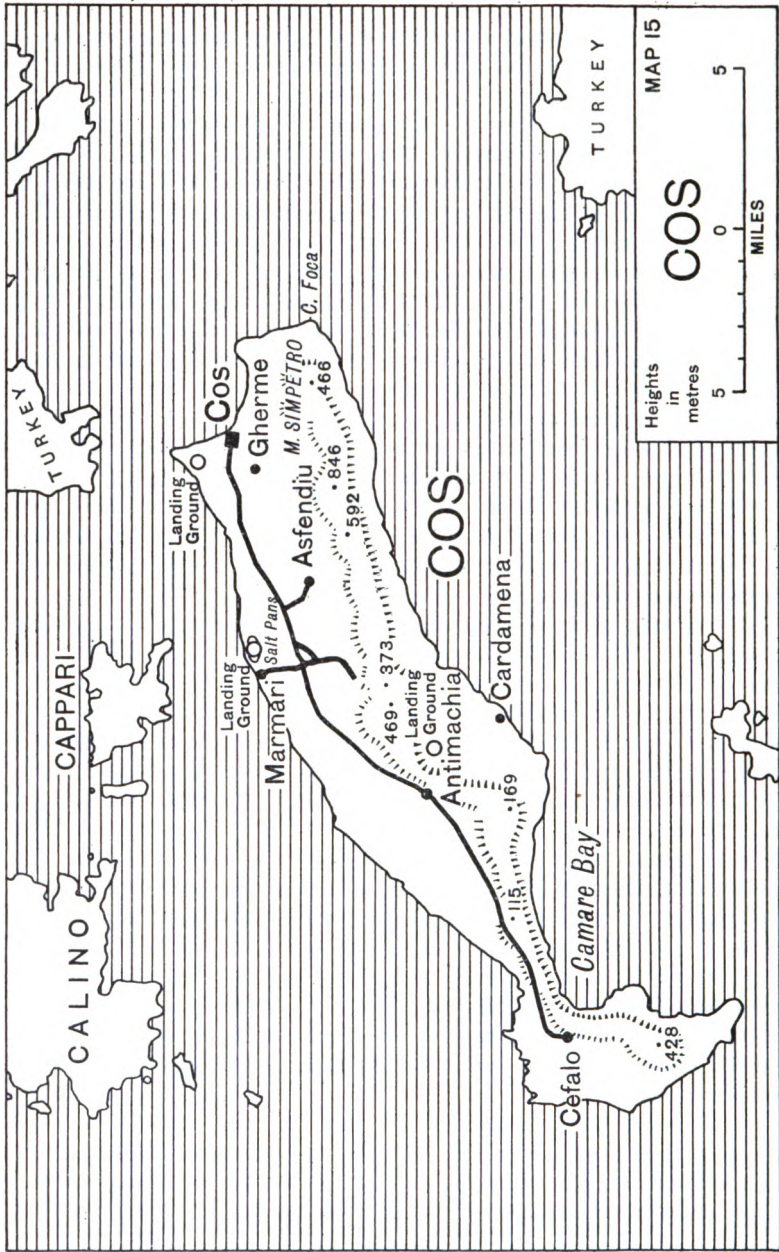 CALINO
CAPPARI
TURKEY
Landing
Ground
Cos
Gherme
Landing
Ground
Salt Pans
Marmari
Asfendiu
M. SIMPETRO
C. Foca
466
846
592
373
469
Landing
Ground
Antimachia
COS
Cardamena
169
115
Camare Bay
Cefalo
428
TURKEY
Heights
in
metres
COS
MAP 15
5 0 5
MILES